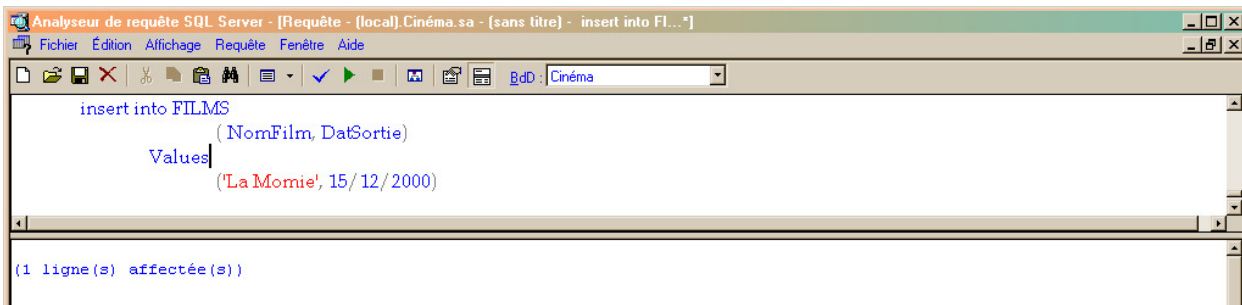 Analyseur de requête SQL Server - [Requête - (local).Cinéma.sa - (sans titre) - insert into FI...*]
Fichier Édition Affichage Requête Fenêtre Aide
BdD : Cinéma
insert into FILMS
( NomFilm, DatSortie)
Values
('La Momie', 15/12/2000)
(1 ligne(s) affectée(s))